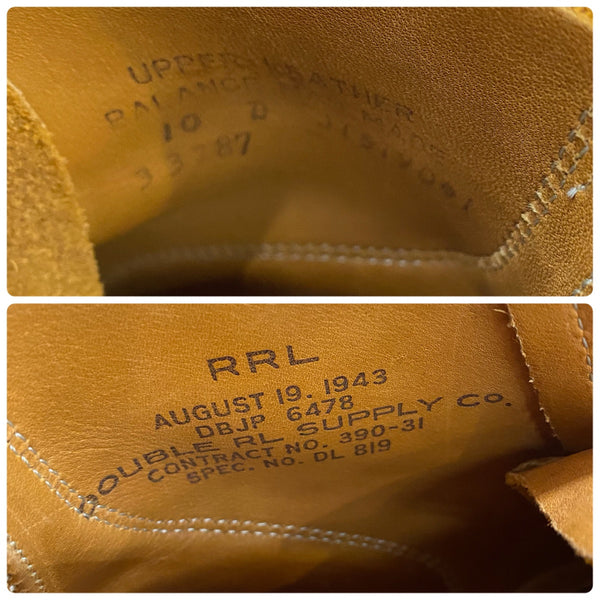 UPPER LEATHER
BALANCE MADE
10 D
33787
RRL
AUGUST 19. 1943
DBJP 6478
DOUBLE RL SUPPLY Co.
CONTRACT NO. 390-31
SPEC. NO. DL 819